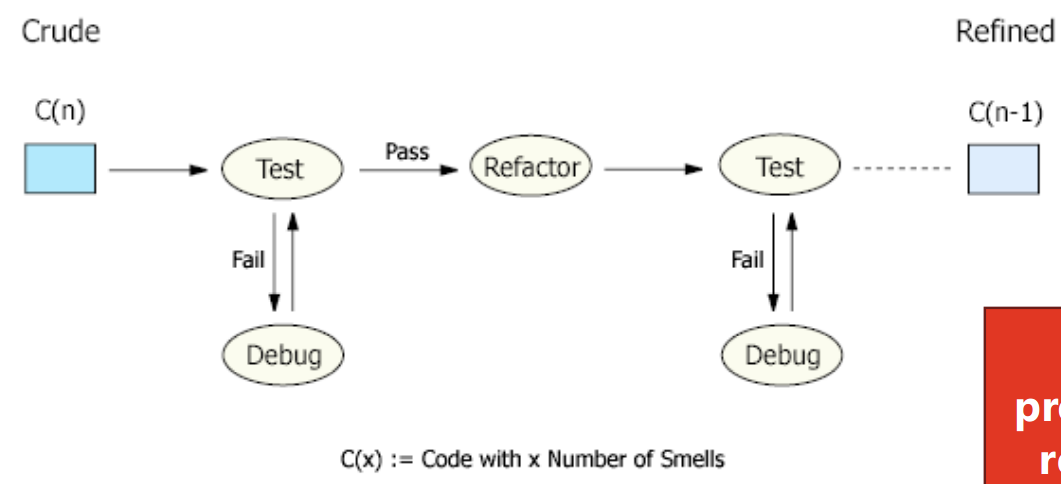 Crude
Refined
C(n)
C(n-1)
Test
Pass
Refactor
Test
Fail
Fail
Debug
Debug
C(x) := Code with x Number of Smells